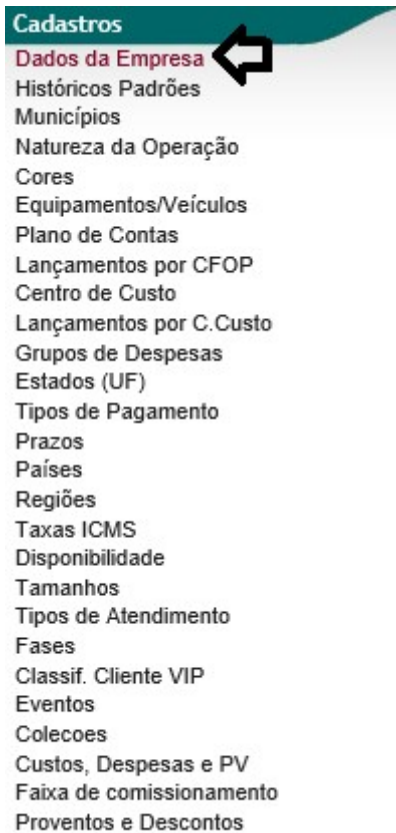 Cadastros
Dados da Empresa
Históricos Padrões
Municípios
Natureza da Operação
Cores
Equipamentos/Veículos
Plano de Contas
Lançamentos por CFOP
Centro de Custo
Lançamentos por C.Custo
Grupos de Despesas
Estados (UF)
Tipos de Pagamento
Prazos
Países
Regiões
Taxas ICMS
Disponibilidade
Tamanhos
Tipos de Atendimento
Fases
Classif. Cliente VIP
Eventos
Colecoes
Custos, Despesas e PV
Faixa de comissionamento
Proventos e Descontos